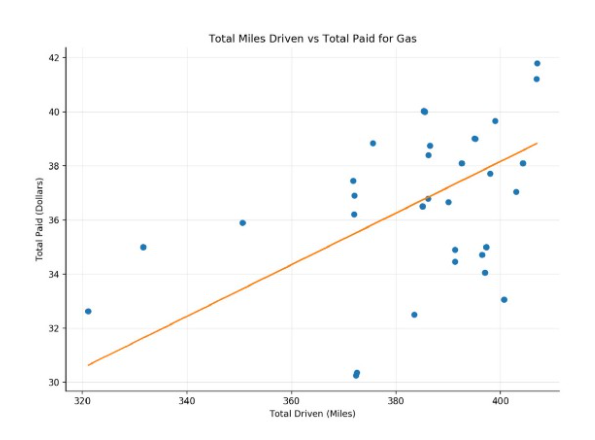 Total Miles Driven vs Total Paid for Gas
42
40
38
36
34
32
30
Total Paid (Dollars)
320 340 360 380 400
Total Driven (Miles)